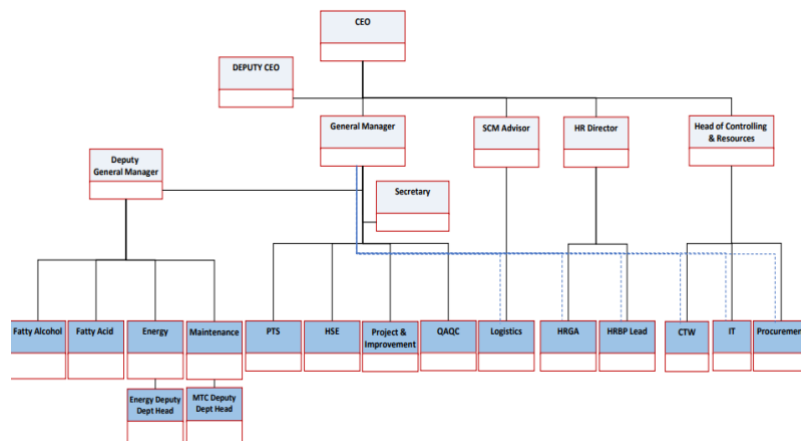 CEO
DEPUTY CEO
General Manager
SCM Advisor
HR Director
Head of Controlling
& Resources
Deputy
General Manager
Secretary
Fatty Alcohol
Fatty Acid
Energy
Maintenance
PTS
HSE
Project &
Improvement
QAQC
Logistics
HRGA
HRBP Lead
CTW
IT
Procuremen
Energy Deputy
Dept Head
MTC Deputy
Dept Head